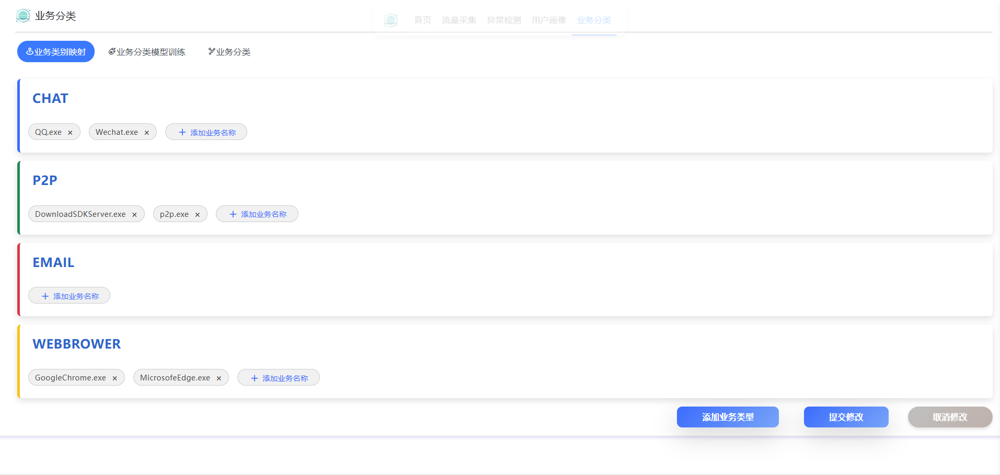 业务分类
首页 流量采集 异常检测 用户画像 业务分类
业务类别映射 业务分类模型训练 业务分类
CHAT
QQ.exe × Wechat.exe × + 添加业务名称
P2P
DownloadSDKServer.exe × p2p.exe × + 添加业务名称
EMAIL
+ 添加业务名称
WEBBROWER
GoogleChrome.exe × MicrosofeEdge.exe × + 添加业务名称
添加业务类型 提交修改 取消修改